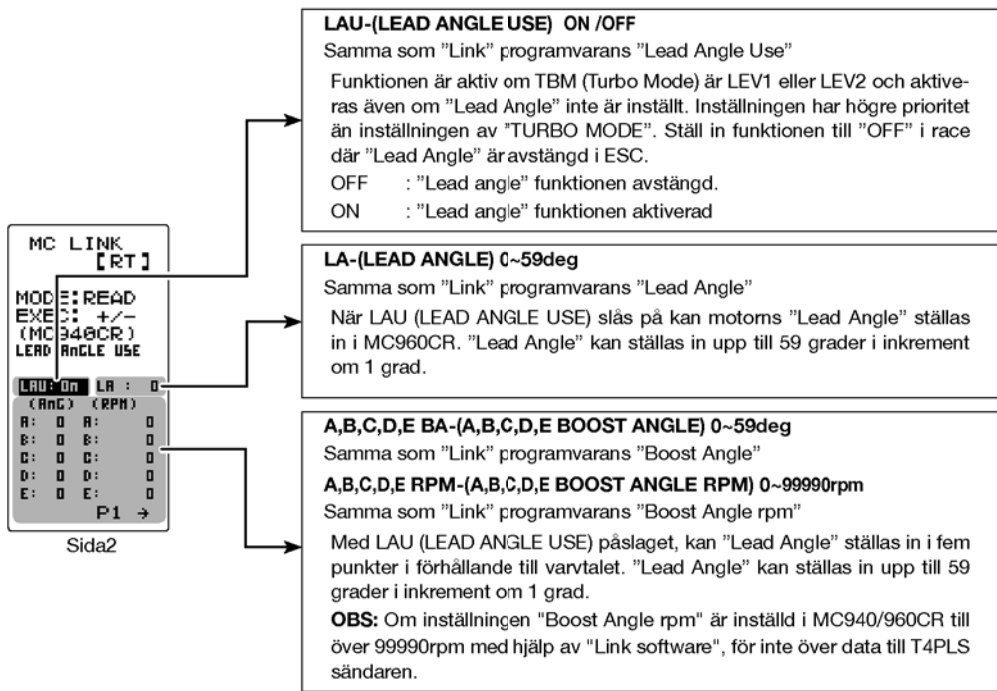 LAU-(LEAD ANGLE USE) ON /OFF
Samma som ”Link” programvarans ”Lead Angle Use”
Funktionen är aktiv om TBM (Turbo Mode) är LEV1 eller LEV2 och aktive-
ras även om ”Lead Angle” inte är inställt. Inställningen har högre prioritet
än inställningen av ”TURBO MODE”. Ställ in funktionen till ”OFF” i race
där ”Lead Angle” är avstängd i ESC.
OFF : ”Lead angle” funktionen avstängd.
ON : ”Lead angle” funktionen aktiverad
MC LINK
[RT]
MODE:READ
EXEC: +/-
(MC940CR)
LEAD AnGLE USE
LAU: On LA : 0
(AnG) (RPM)
A: 0 A: 0
B: 0 B: 0
C: 0 C: 0
D: 0 D: 0
E: 0 E: 0
P1 →
Sida2
LA-(LEAD ANGLE) 0~59deg
Samma som ”Link” programvarans ”Lead Angle”
När LAU (LEAD ANGLE USE) slås på kan motorns ”Lead Angle” ställas
in i MC960CR. ”Lead Angle” kan ställas in upp till 59 grader i inkrement
om 1 grad.
A,B,C,D,E BA-(A,B,C,D,E BOOST ANGLE) 0~59deg
Samma som ”Link” programvarans ”Boost Angle”
A,B,C,D,E RPM-(A,B,C,D,E BOOST ANGLE RPM) 0~99990rpm
Samma som ”Link” programvarans ”Boost Angle rpm”
Med LAU (LEAD ANGLE USE) påslaget, kan ”Lead Angle” ställas in i fem
punkter i förhållande till varvtalet. ”Lead Angle” kan ställas in upp till 59
grader i inkrement om 1 grad.
OBS: Om inställningen "Boost Angle rpm" är inställd i MC940/960CR till
över 99990rpm med hjälp av "Link software", för inte över data till T4PLS
sändaren.